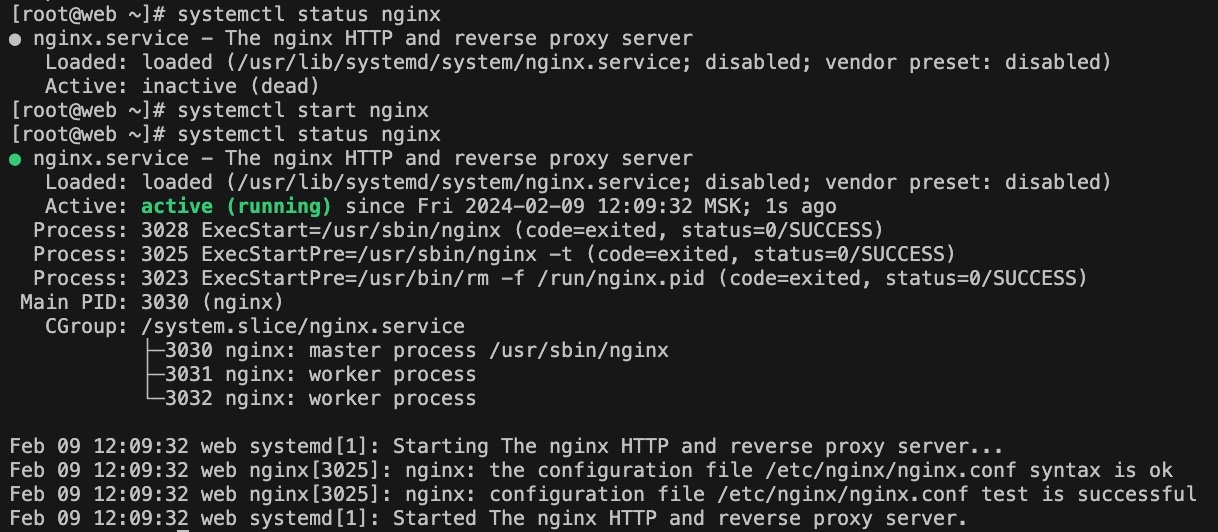 [root@web ~]# systemctl status nginx
● nginx.service - The nginx HTTP and reverse proxy server
   Loaded: loaded (/usr/lib/systemd/system/nginx.service; disabled; vendor preset: disabled)
   Active: inactive (dead)
[root@web ~]# systemctl start nginx
[root@web ~]# systemctl status nginx
● nginx.service - The nginx HTTP and reverse proxy server
   Loaded: loaded (/usr/lib/systemd/system/nginx.service; disabled; vendor preset: disabled)
   Active: active (running) since Fri 2024-02-09 12:09:32 MSK; 1s ago
  Process: 3028 ExecStart=/usr/sbin/nginx (code=exited, status=0/SUCCESS)
  Process: 3025 ExecStartPre=/usr/sbin/nginx -t (code=exited, status=0/SUCCESS)
  Process: 3023 ExecStartPre=/usr/bin/rm -f /run/nginx.pid (code=exited, status=0/SUCCESS)
 Main PID: 3030 (nginx)
   CGroup: /system.slice/nginx.service
           ├─3030 nginx: master process /usr/sbin/nginx
           ├─3031 nginx: worker process
           └─3032 nginx: worker process

Feb 09 12:09:32 web systemd[1]: Starting The nginx HTTP and reverse proxy server...
Feb 09 12:09:32 web nginx[3025]: nginx: the configuration file /etc/nginx/nginx.conf syntax is ok
Feb 09 12:09:32 web nginx[3025]: nginx: configuration file /etc/nginx/nginx.conf test is successful
Feb 09 12:09:32 web systemd[1]: Started The nginx HTTP and reverse proxy server.